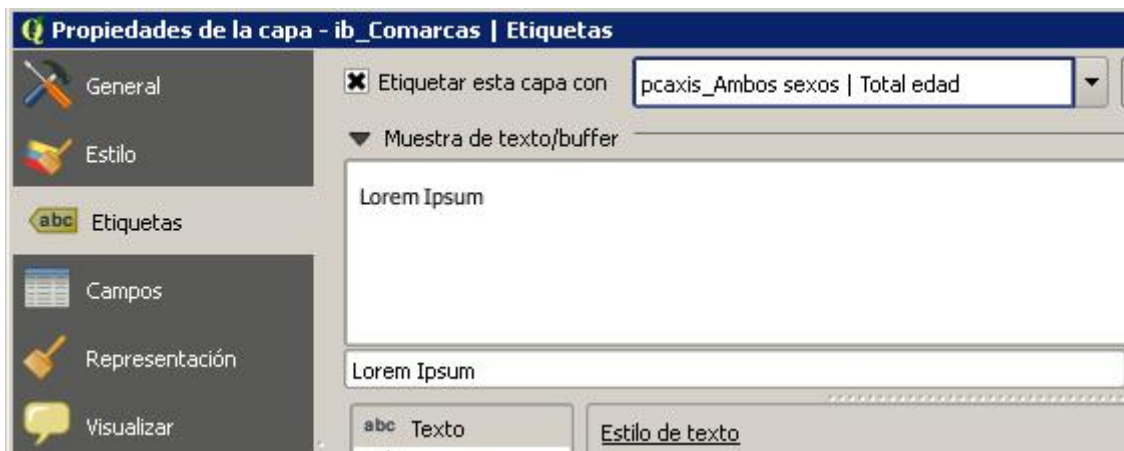 Propiedades de la capa - ib_Comarcas | Etiquetas
General
Etiquetar esta capa con
pcaxis_Ambos sexos | Total edad
Muestra de texto/buffer
Estilo
Lorem Ipsum
abc Etiquetas
Campos
Representación
Lorem Ipsum
Visualizar
abc Texto
Estilo de texto